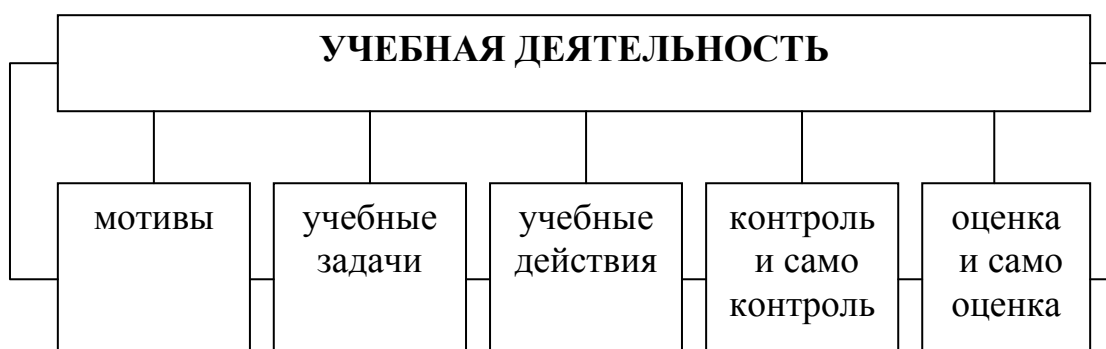 УЧЕБНАЯ ДЕЯТЕЛЬНОСТЬ
мотивы
учебные
задачи
учебные
действия
контроль
и само
контроль
оценка
и само
оценка